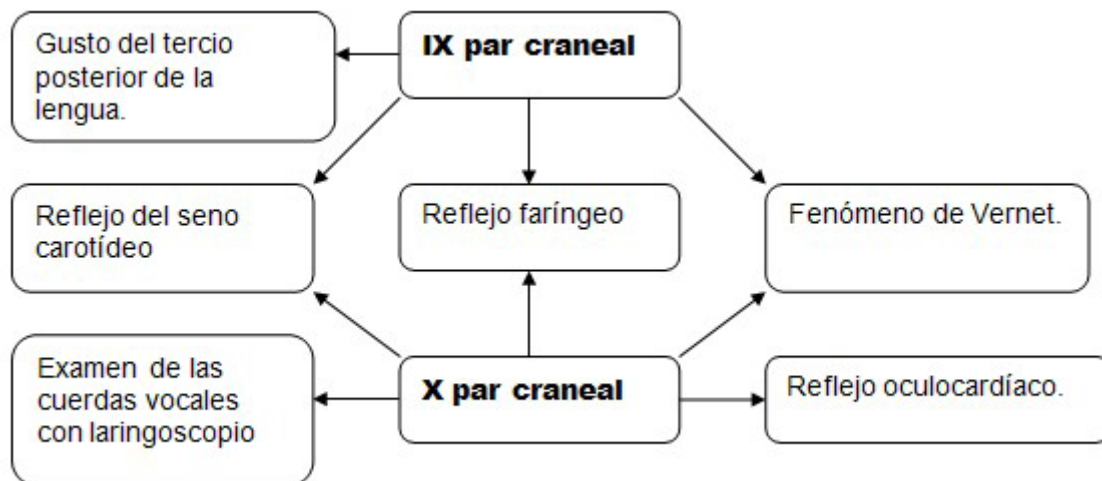 Gusto del tercio
posterior de la
lengua.
IX par craneal
Reflejo del seno
carotídeo
Reflejo faríngeo
Fenómeno de Vernet.
Examen de las
cuerdas vocales
con laringoscopio
X par craneal
Reflejo oculocardíaco.